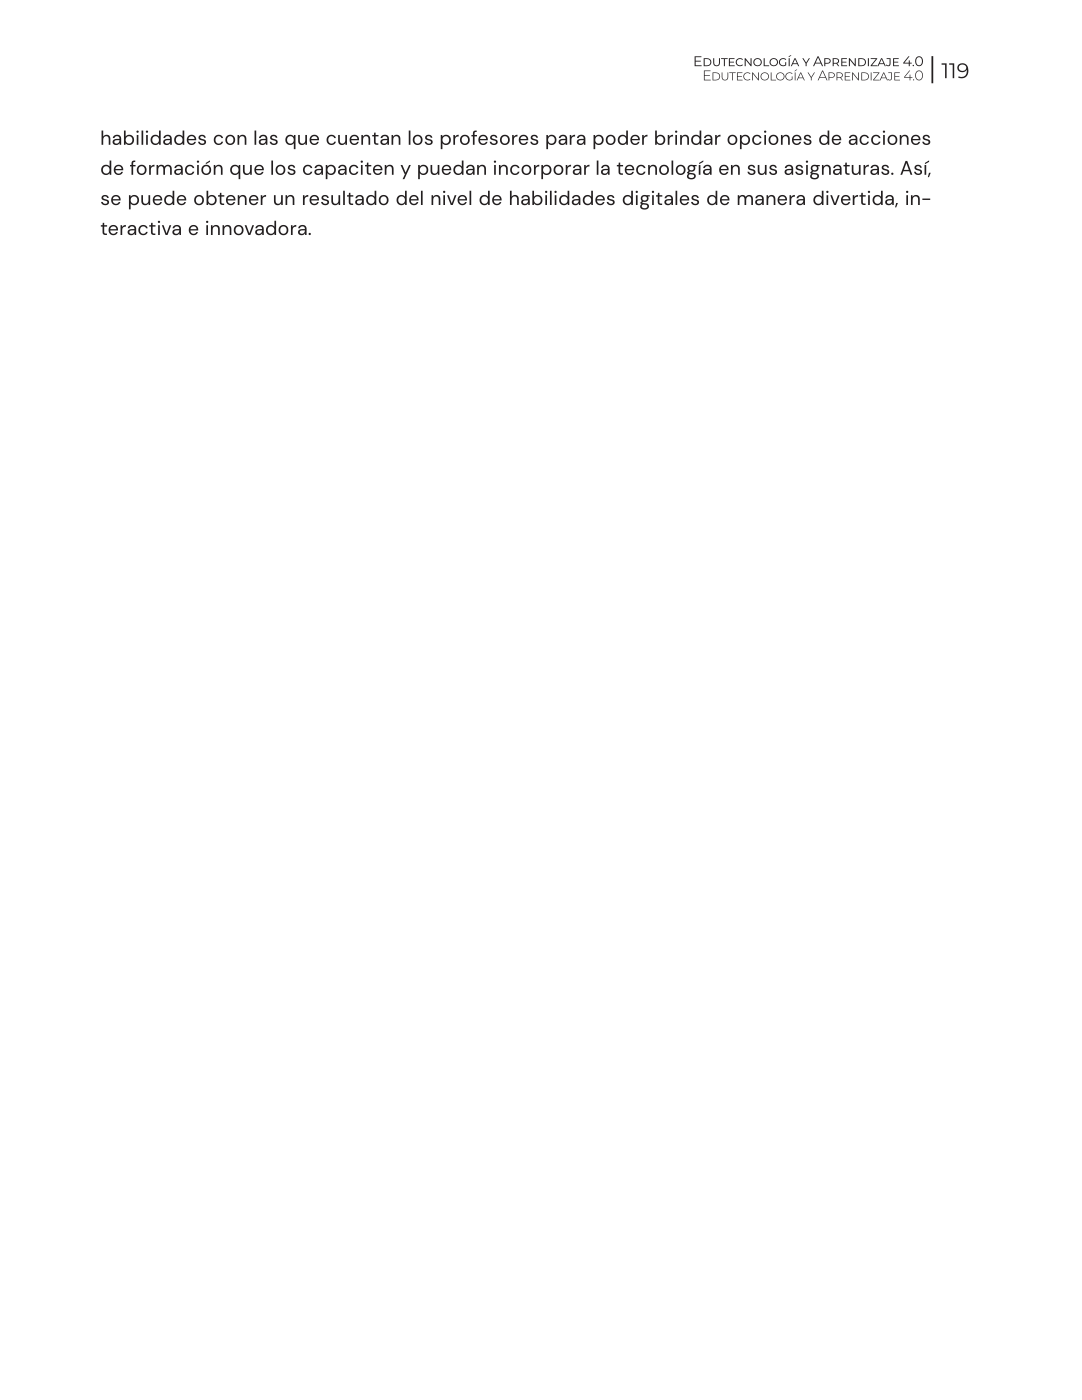 Edutecnología y Aprendizaje 4.0
Edutecnología y Aprendizaje 4.0
119
habilidades con las que cuentan los profesores para poder brindar opciones de acciones
de formación que los capaciten y puedan incorporar la tecnología en sus asignaturas. Así,
se puede obtener un resultado del nivel de habilidades digitales de manera divertida, in-
teractiva e innovadora.